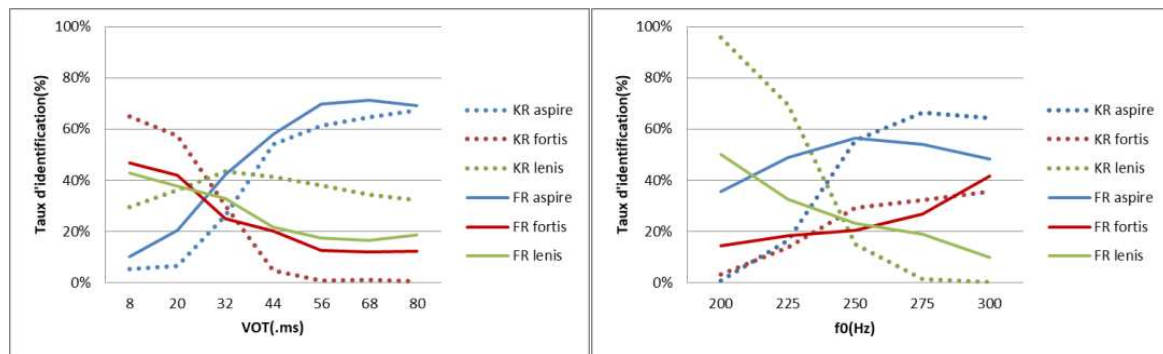 100%
80%
60%
40%
20%
0%
Taux d'identification(%)
8 20 32 44 56 68 80
VOT(.ms)
KR aspire
KR fortis
KR lenis
FR aspire
FR fortis
FR lenis
100%
80%
60%
40%
20%
0%
Taux d'identification(%)
200 225 250 275 300
f0(Hz)
KR aspire
KR fortis
KR lenis
FR aspire
FR fortis
FR lenis